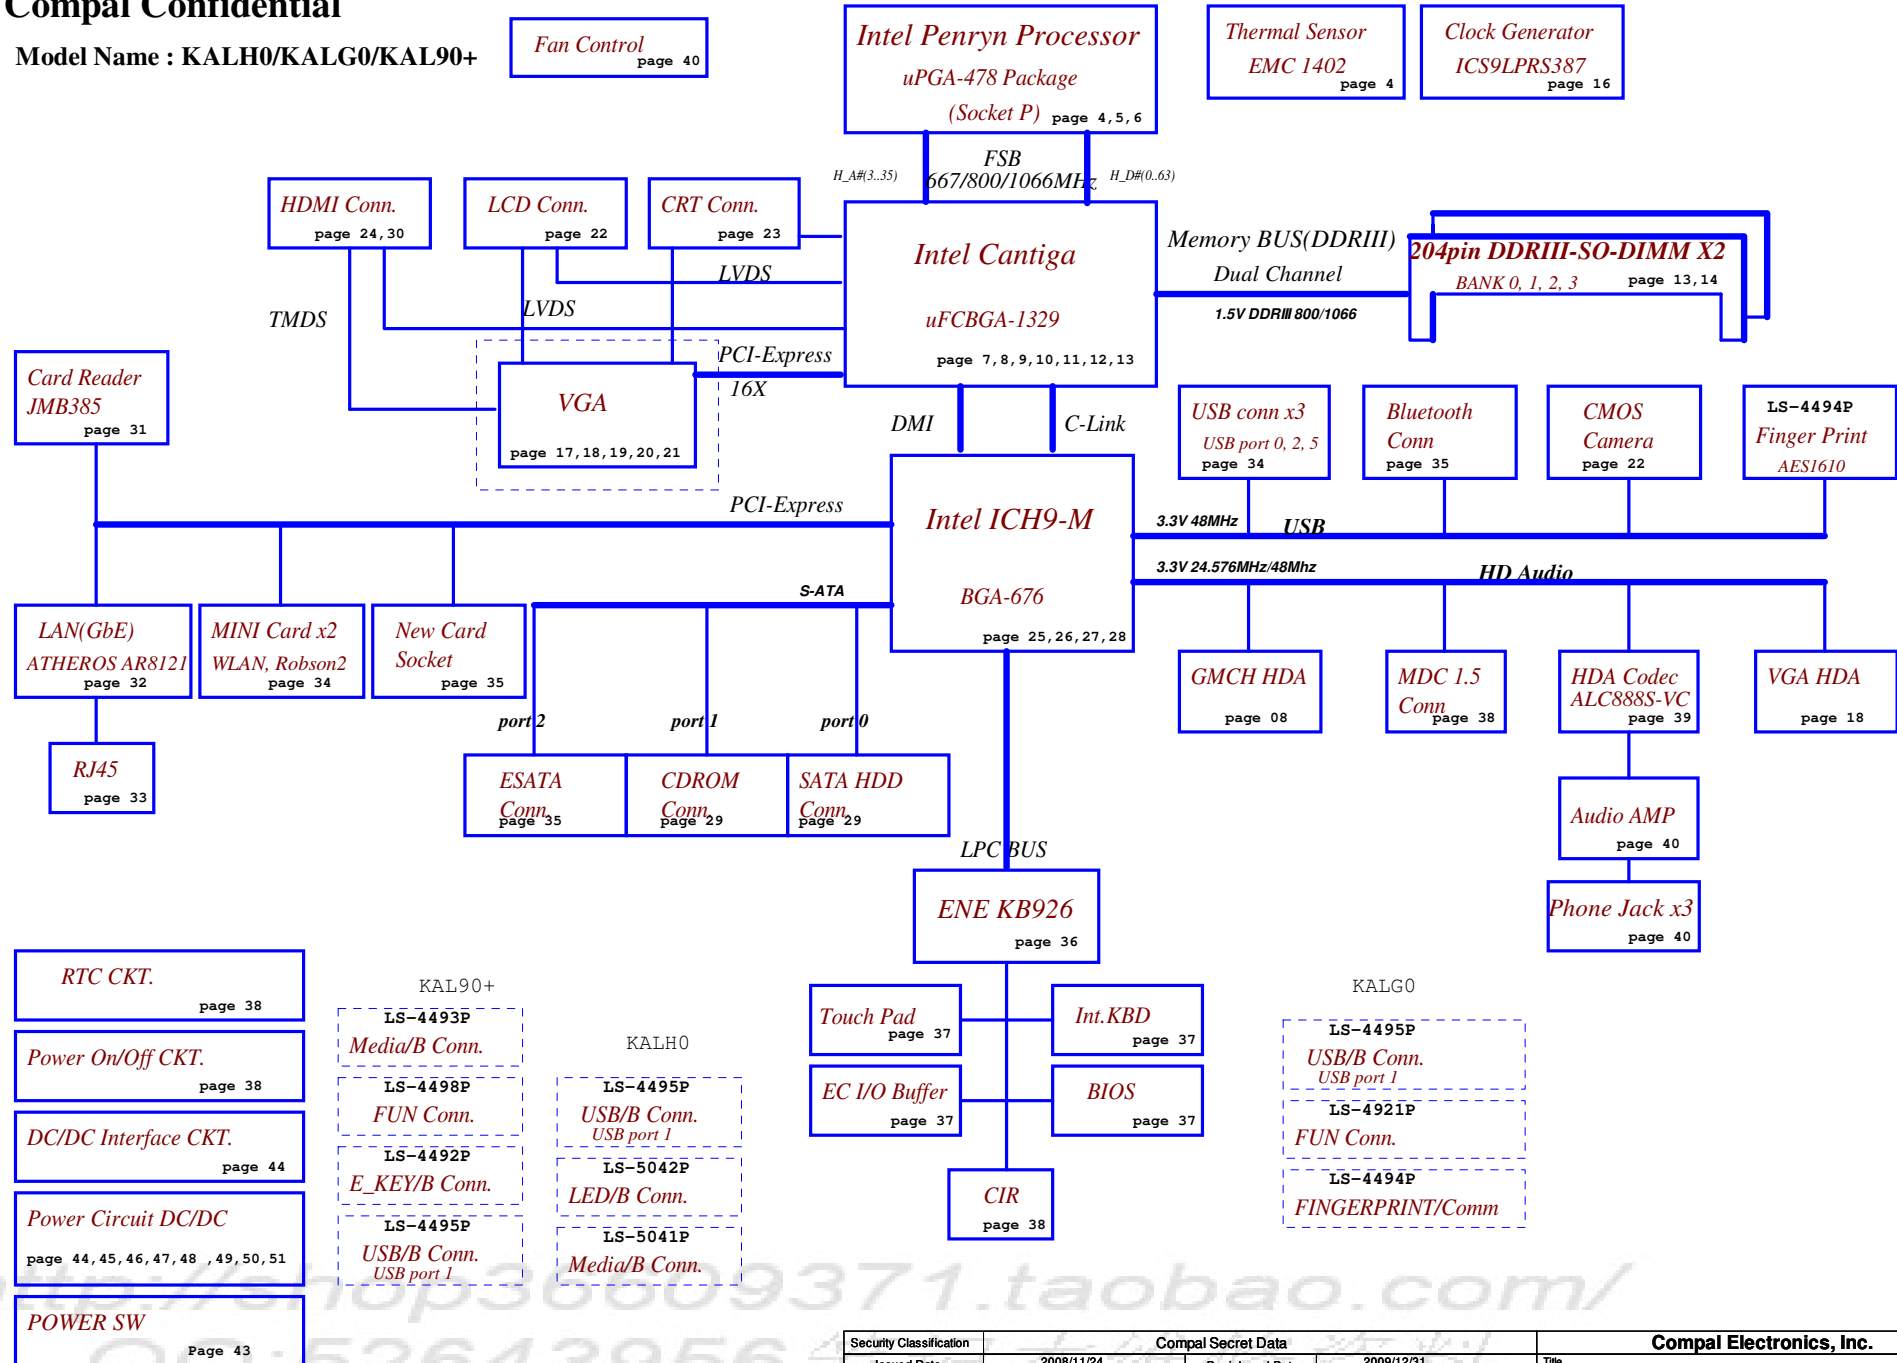 Compal Confidential
Model Name : KALH0/KALG0/KAL90+
Fan Control
page 40
Intel Penryn Processor
uPGA-478 Package
(Socket P)
page 4,5,6
Thermal Sensor
EMC 1402
page 4
Clock Generator
ICS9LPRS387
page 16
H_A#(3..35)
FSB
667/800/1066MHz
H_D#(0..63)
HDMI Conn.
page 24,30
LCD Conn.
page 22
CRT Conn.
page 23
Intel Cantiga
uFCBGA-1329
page 7,8,9,10,11,12,13
Memory BUS(DDRIII)
Dual Channel
1.5V DDRIII 800/1066
204pin DDRIII-SO-DIMM X2
BANK 0, 1, 2, 3
page 13,14
LVDS
LVDS
TMDS
PCI-Express
16X
VGA
page 17,18,19,20,21
Card Reader
JMB385
page 31
DMI
C-Link
USB conn x3
USB port 0, 2, 5
page 34
Bluetooth
Conn
page 35
CMOS
Camera
page 22
LS-4494P
Finger Print
AES1610
PCI-Express
Intel ICH9-M
BGA-676
page 25,26,27,28
3.3V 48MHz
USB
3.3V 24.576MHz/48Mhz
HD Audio
S-ATA
LAN(GbE)
ATHEROS AR8121
page 32
MINI Card x2
WLAN, Robson2
page 34
New Card
Socket
page 35
RJ45
page 33
port 2
port 1
port 0
ESATA
Conn.
page 35
CDROM
Conn.
page 29
SATA HDD
Conn.
page 29
GMCH HDA
page 08
MDC 1.5
Conn
page 38
HDA Codec
ALC888S-VC
page 39
VGA HDA
page 18
Audio AMP
page 40
Phone Jack x3
page 40
LPC BUS
ENE KB926
page 36
Touch Pad
page 37
Int.KBD
page 37
EC I/O Buffer
page 37
BIOS
page 37
CIR
page 38
RTC CKT.
page 38
Power On/Off CKT.
page 38
DC/DC Interface CKT.
page 44
Power Circuit DC/DC
page 44,45,46,47,48 ,49,50,51
POWER SW
Page 43
KAL90+
LS-4493P
Media/B Conn.
LS-4498P
FUN Conn.
LS-4492P
E_KEY/B Conn.
LS-4495P
USB/B Conn.
USB port 1
KALH0
LS-4495P
USB/B Conn.
USB port 1
LS-5042P
LED/B Conn.
LS-5041P
Media/B Conn.
KALG0
LS-4495P
USB/B Conn.
USB port 1
LS-4921P
FUN Conn.
LS-4494P
FINGERPRINT/Comm
http://shop36609371.taobao.com/
Security Classification
Compal Secret Data
Compal Electronics, Inc.
Issued Date
2008/11/24
2009/12/31
Title